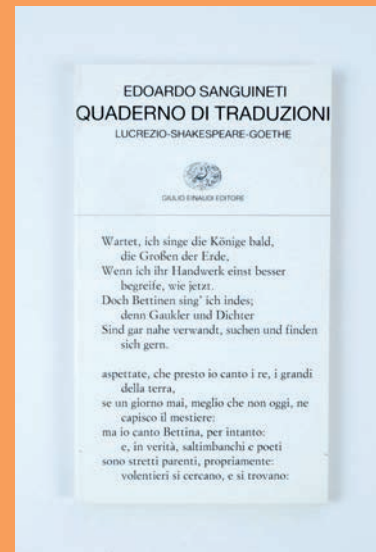 EDOARDO SANGUINETI
QUADERNO DI TRADUZIONI
LUCREZIO-SHAKESPEARE-GOETHE
GIULIO EINAUDI EDITORE
Wartet, ich singe die Könige bald,
die Großen der Erde,
Wenn ich ihr Handwerk einst besser
begreife, wie jetzt.
Doch Bettinen sing' ich indes;
denn Gaukler und Dichter
Sind gar nahe verwandt, suchen und finden
sich gern.
aspettate, che presto io canto i re, i grandi
della terra,
se un giorno mai, meglio che non oggi, ne
capisco il mestiere:
ma io canto Bettina, per intanto:
e, in verità, saltimbanchi e poeti
sono stretti parenti, propriamente:
volentieri si cercano, e si trovano: